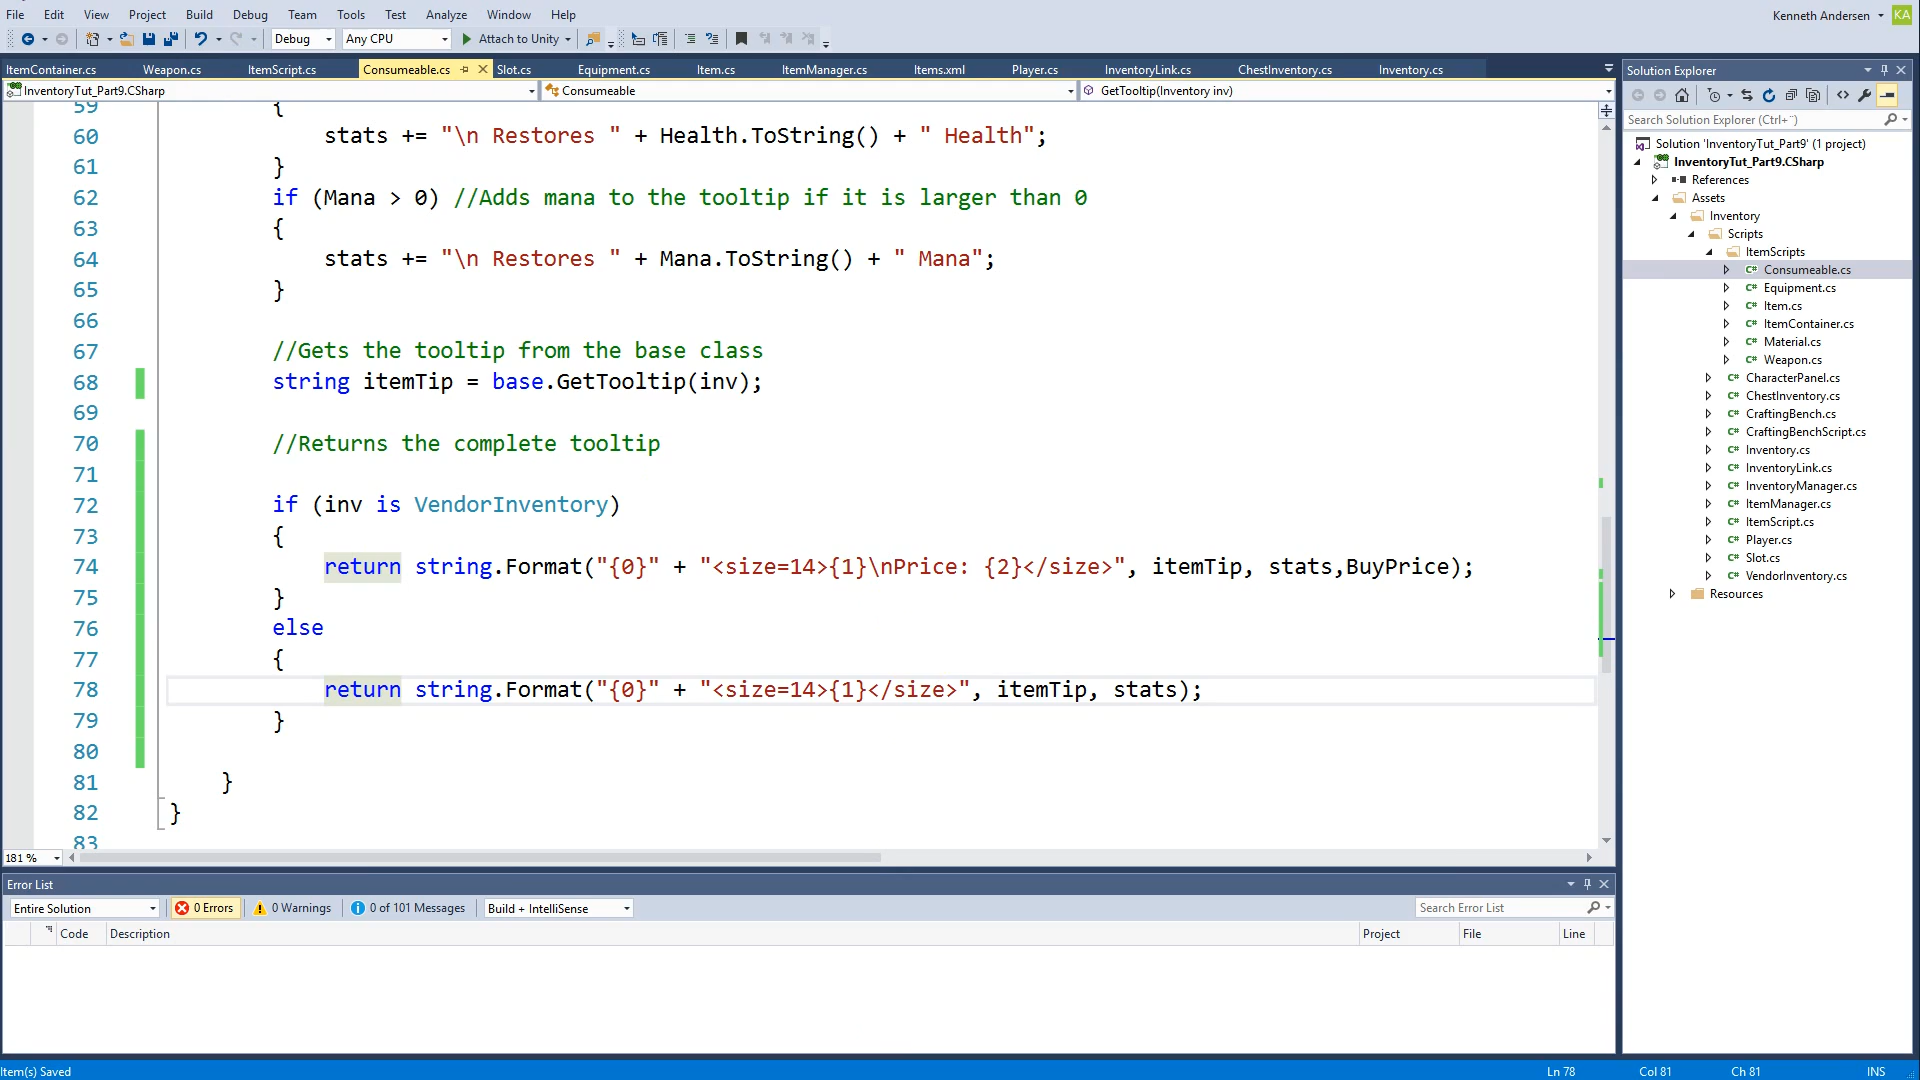 File Edit View Project Build Debug Team Tools Test Analyze Window Help
Kenneth Andersen KA
Debug Any CPU Attach to Unity
ItemContainer.cs Weapon.cs ItemScript.cs Consumeable.cs Slot.cs Equipment.cs Item.cs ItemManager.cs Items.xml Player.cs InventoryLink.cs ChestInventory.cs Inventory.cs
InventoryTut_Part9.CSharp Consumeable GetTooltip(Inventory inv)
59 {
60 stats += "\n Restores " + Health.ToString() + " Health";
61 }
62 if (Mana > 0) //Adds mana to the tooltip if it is larger than 0
63 {
64 stats += "\n Restores " + Mana.ToString() + " Mana";
65 }
66
67 //Gets the tooltip from the base class
68 string itemTip = base.GetTooltip(inv);
69
70 //Returns the complete tooltip
71
72 if (inv is VendorInventory)
73 {
74 return string.Format("{0}" + "<size=14>{1}\nPrice: {2}</size>", itemTip, stats,BuyPrice);
75 }
76 else
77 {
78 return string.Format("{0}" + "<size=14>{1}</size>", itemTip, stats);
79 }
80
81 }
82 }
83
181 %
Solution Explorer
Search Solution Explorer (Ctrl+¨)
Solution 'InventoryTut_Part9' (1 project)
InventoryTut_Part9.CSharp
References
Assets
Inventory
Scripts
ItemScripts
C# Consumeable.cs
C# Equipment.cs
C# Item.cs
C# ItemContainer.cs
C# Material.cs
C# Weapon.cs
C# CharacterPanel.cs
C# ChestInventory.cs
C# CraftingBench.cs
C# CraftingBenchScript.cs
C# Inventory.cs
C# InventoryLink.cs
C# InventoryManager.cs
C# ItemManager.cs
C# ItemScript.cs
C# Player.cs
C# Slot.cs
C# VendorInventory.cs
Resources
Error List
Entire Solution 0 Errors 0 Warnings 0 of 101 Messages Build + IntelliSense Search Error List
Code Description Project File Line
Item(s) Saved Ln 78 Col 81 Ch 81 INS